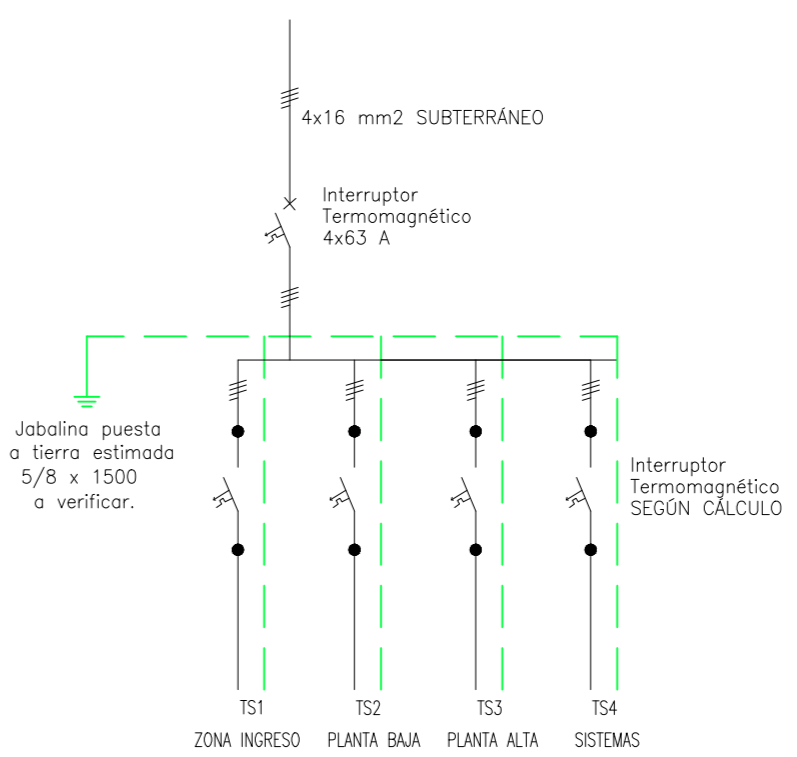 4x16 mm2 SUBTERRÁNEO
Interruptor
Termomagnético
4x63 A
Jabalina puesta
a tierra estimada
5/8 x 1500
a verificar.
Interruptor
Termomagnético
SEGÚN CÁLCULO
TS1
TS2
TS3
TS4
ZONA INGRESO
PLANTA BAJA
PLANTA ALTA
SISTEMAS